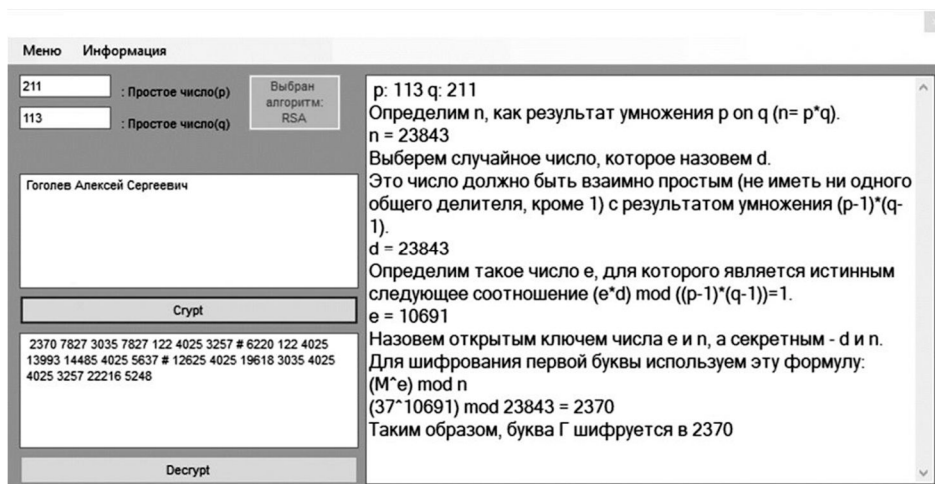 Меню Информация
211 : Простое число(p)
113 : Простое число(q)
Выбран
алгоритм:
RSA
Гоголев Алексей Сергеевич
Crypt
2370 7827 3035 7827 122 4025 3257 # 6220 122 4025
13993 14485 4025 5637 # 12625 4025 19618 3035 4025
4025 3257 22216 5248
Decrypt
p: 113 q: 211
Определим n, как результат умножения p on q (n= p*q).
n = 23843
Выберем случайное число, которое назовем d.
Это число должно быть взаимно простым (не иметь ни одного
общего делителя, кроме 1) с результатом умножения (p-1)*(q-
1).
d = 23843
Определим такое число e, для которого является истинным
следующее соотношение (e*d) mod ((p-1)*(q-1))=1.
e = 10691
Назовем открытым ключем числа e и n, а секретным - d и n.
Для шифрования первой буквы используем эту формулу:
(M^e) mod n
(37^10691) mod 23843 = 2370
Таким образом, буква Г шифруется в 2370